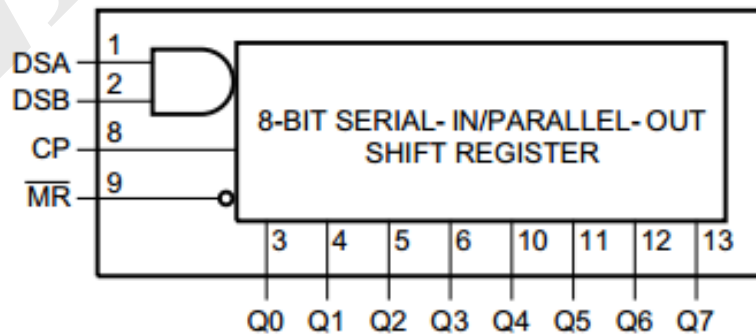 DSA 1
DSB 2
CP 8
MR 9
8-BIT SERIAL- IN/PARALLEL- OUT
SHIFT REGISTER
3 4 5 6 10 11 12 13
Q0 Q1 Q2 Q3 Q4 Q5 Q6 Q7